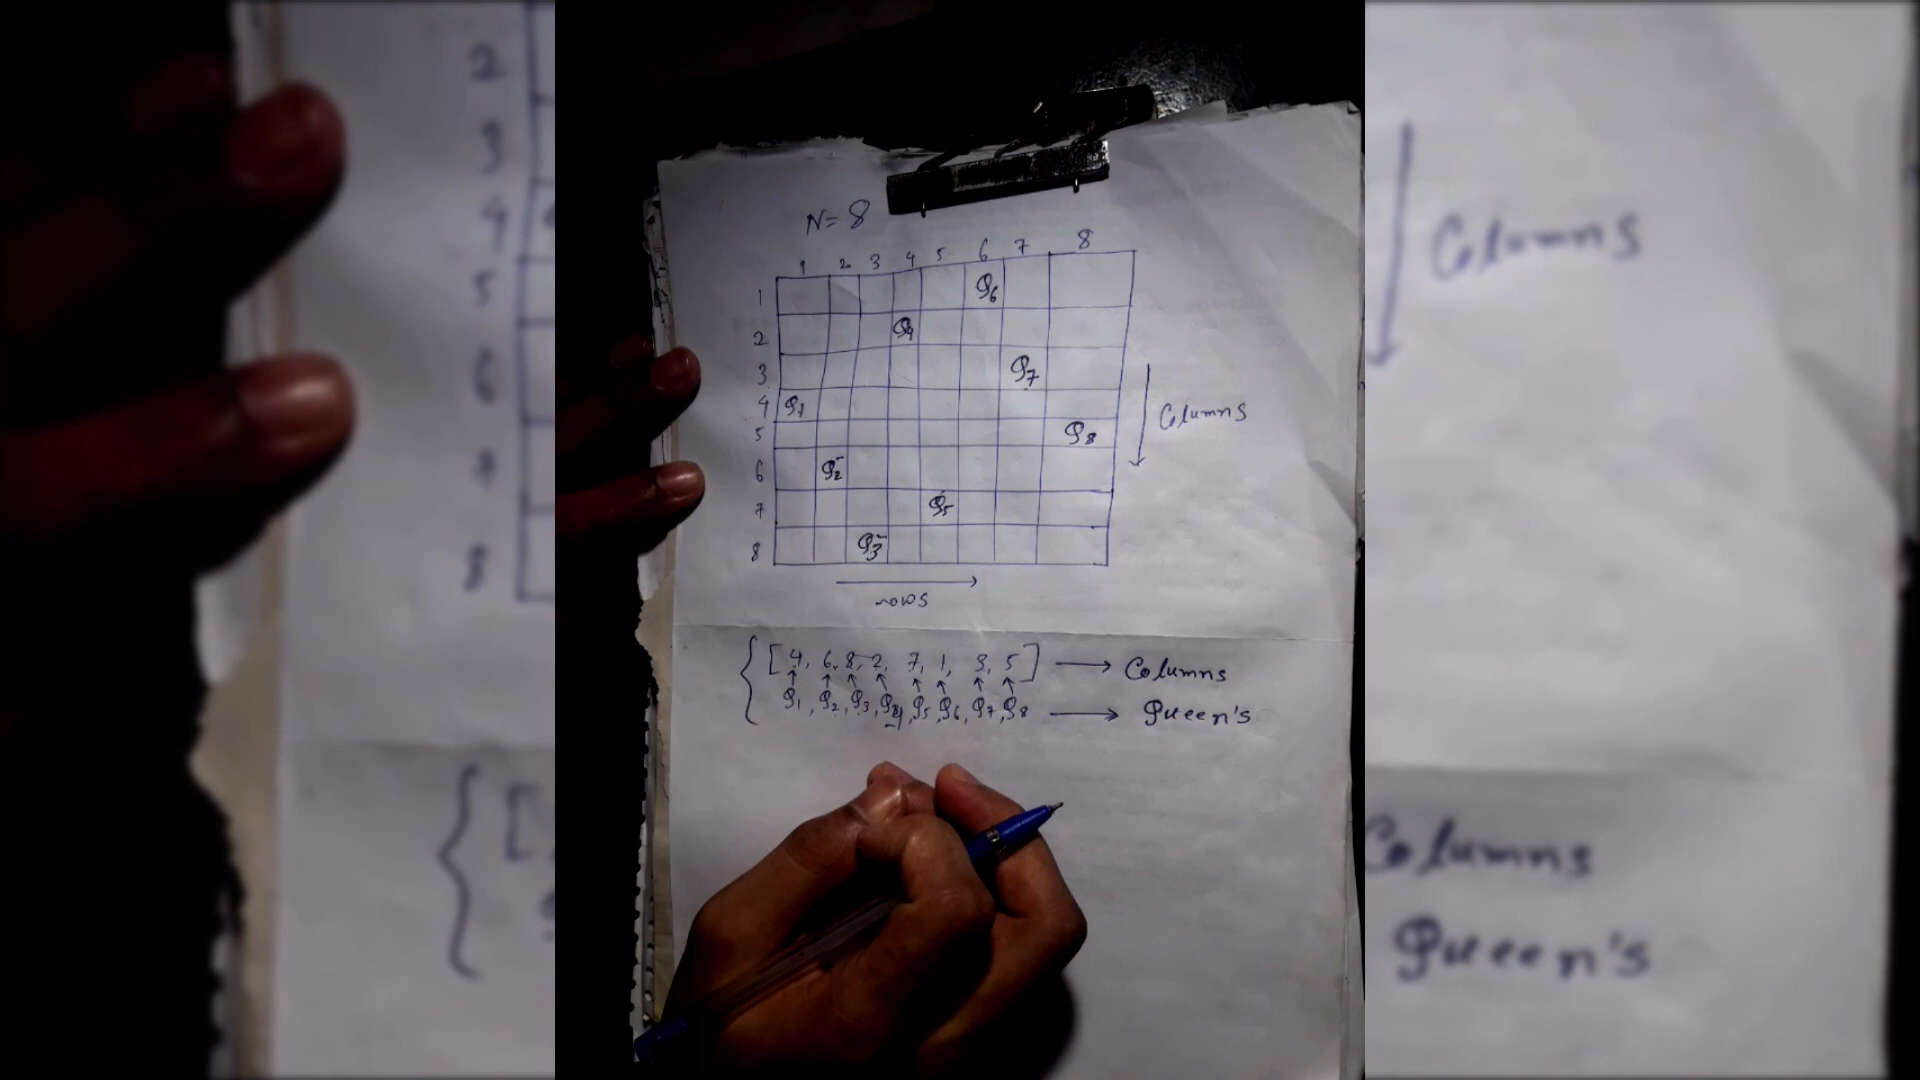 N= 8
1 2 3 4 5 6 7 8
1 Q6
2 Q4
3 Q7
4 Q1
5 Q8
6 Q2
7 Q5
8 Q3
Columns
rows
[4, 6, 8, 2, 7, 1, 3, 5] → Columns
Q1, Q2, Q3, Q4, Q5, Q6, Q7, Q8 → Queen's